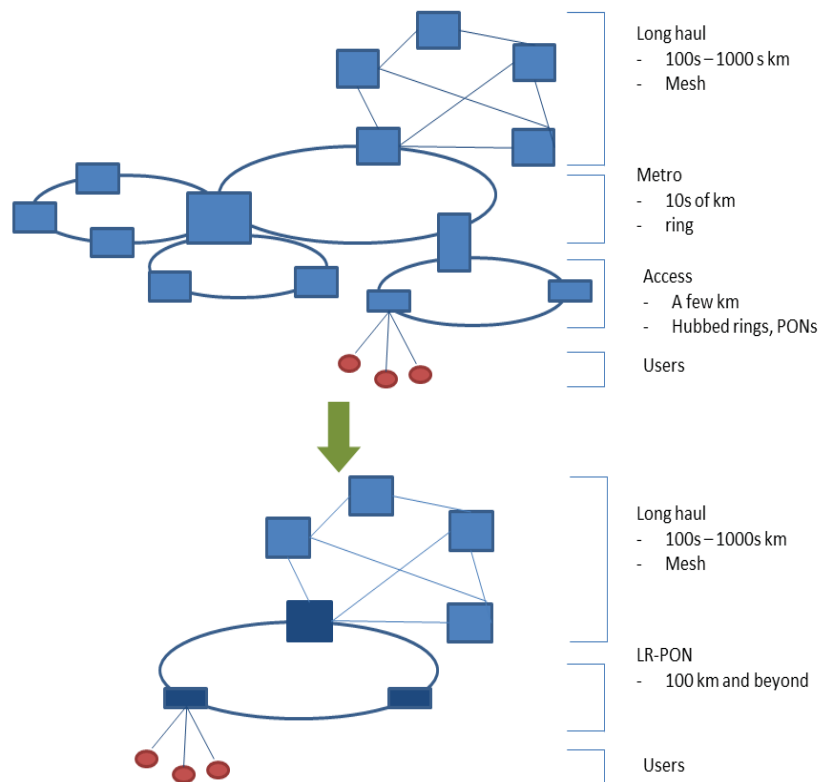 Long haul
- 100s – 1000 s km
- Mesh
Metro
- 10s of km
- ring
Access
- A few km
- Hubbed rings, PONs
Users
Long haul
- 100s – 1000s km
- Mesh
LR-PON
- 100 km and beyond
Users